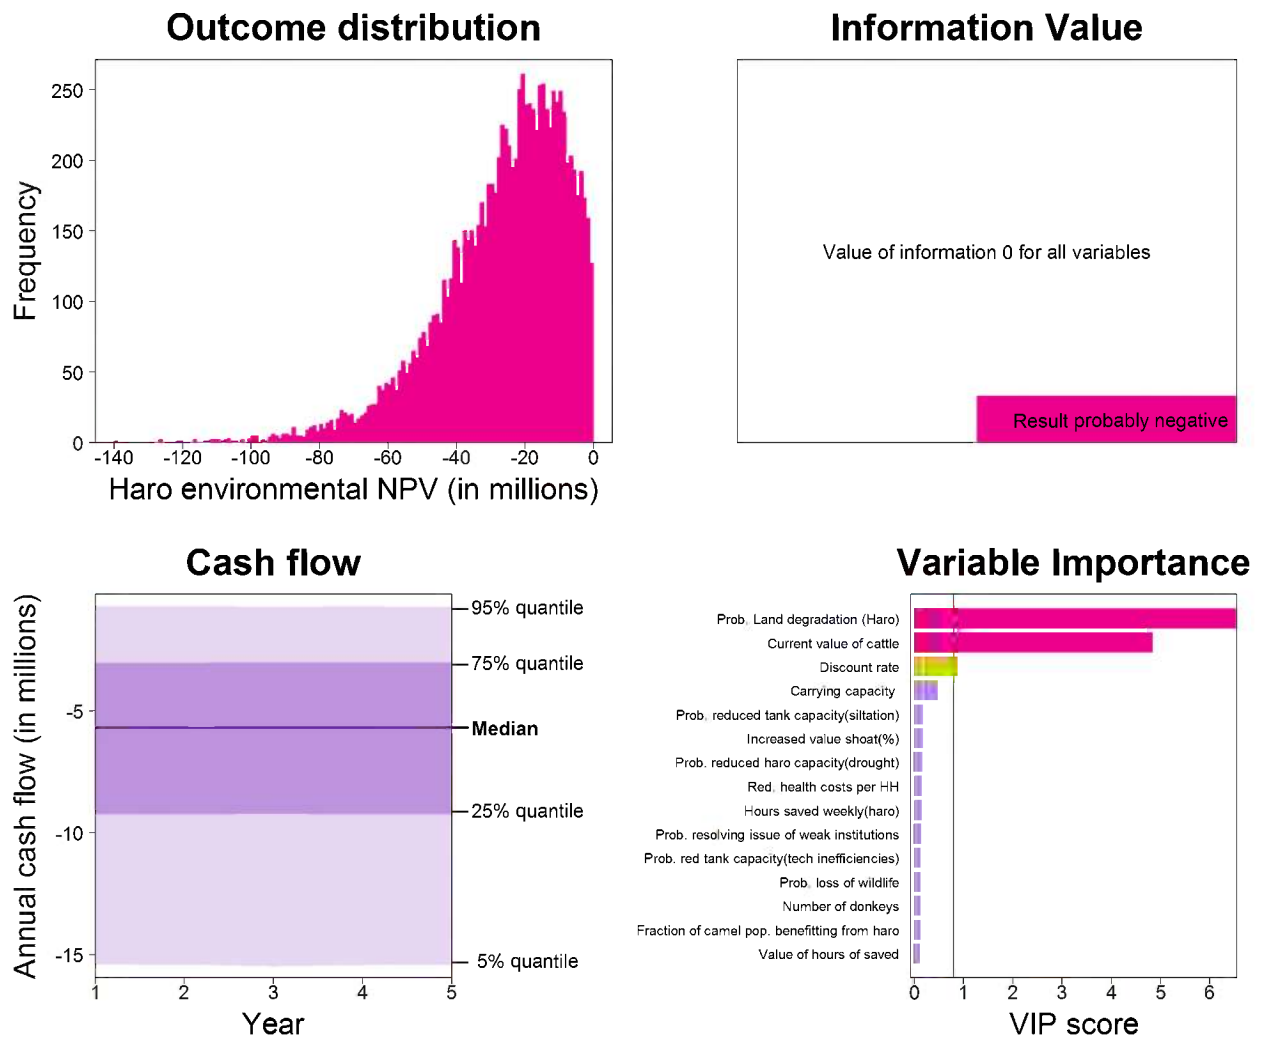 Outcome distribution
250
200
150
100
50
0
Frequency
-140 -120 -100 -80 -60 -40 -20 0
Haro environmental NPV (in millions)
Information Value
Value of information 0 for all variables
Result probably negative
Cash flow
Annual cash flow (in millions)
-5
-10
-15
95% quantile
75% quantile
Median
25% quantile
5% quantile
1 2 3 4 5
Year
Variable Importance
Prob. Land degradation (Haro)
Current value of cattle
Discount rate
Carrying capacity
Prob. reduced tank capacity(siltation)
Increased value shoat(%)
Prob. reduced haro capacity(drought)
Red. health costs per HH
Hours saved weekly(haro)
Prob. resolving issue of weak institutions
Prob. red tank capacity(tech inefficiencies)
Prob. loss of wildlife
Number of donkeys
Fraction of camel pop. benefitting from haro
Value of hours of saved
0 1 2 3 4 5 6
VIP score